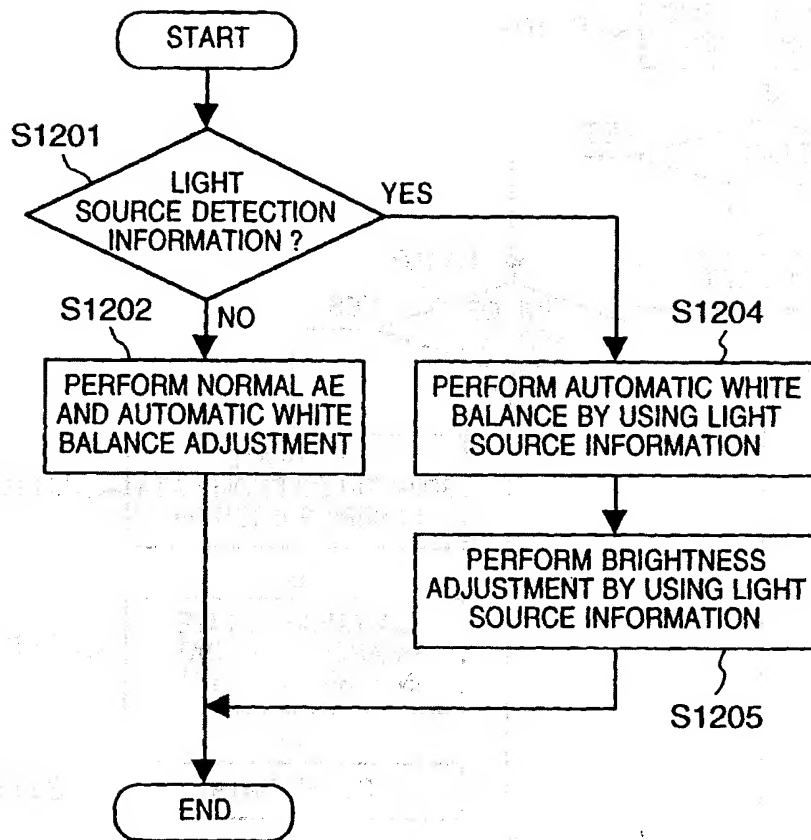 START
S1201
LIGHT
SOURCE DETECTION
INFORMATION ?
YES
S1202
NO
PERFORM NORMAL AE
AND AUTOMATIC WHITE
BALANCE ADJUSTMENT
S1204
PERFORM AUTOMATIC WHITE
BALANCE BY USING LIGHT
SOURCE INFORMATION
PERFORM BRIGHTNESS
ADJUSTMENT BY USING LIGHT
SOURCE INFORMATION
S1205
END